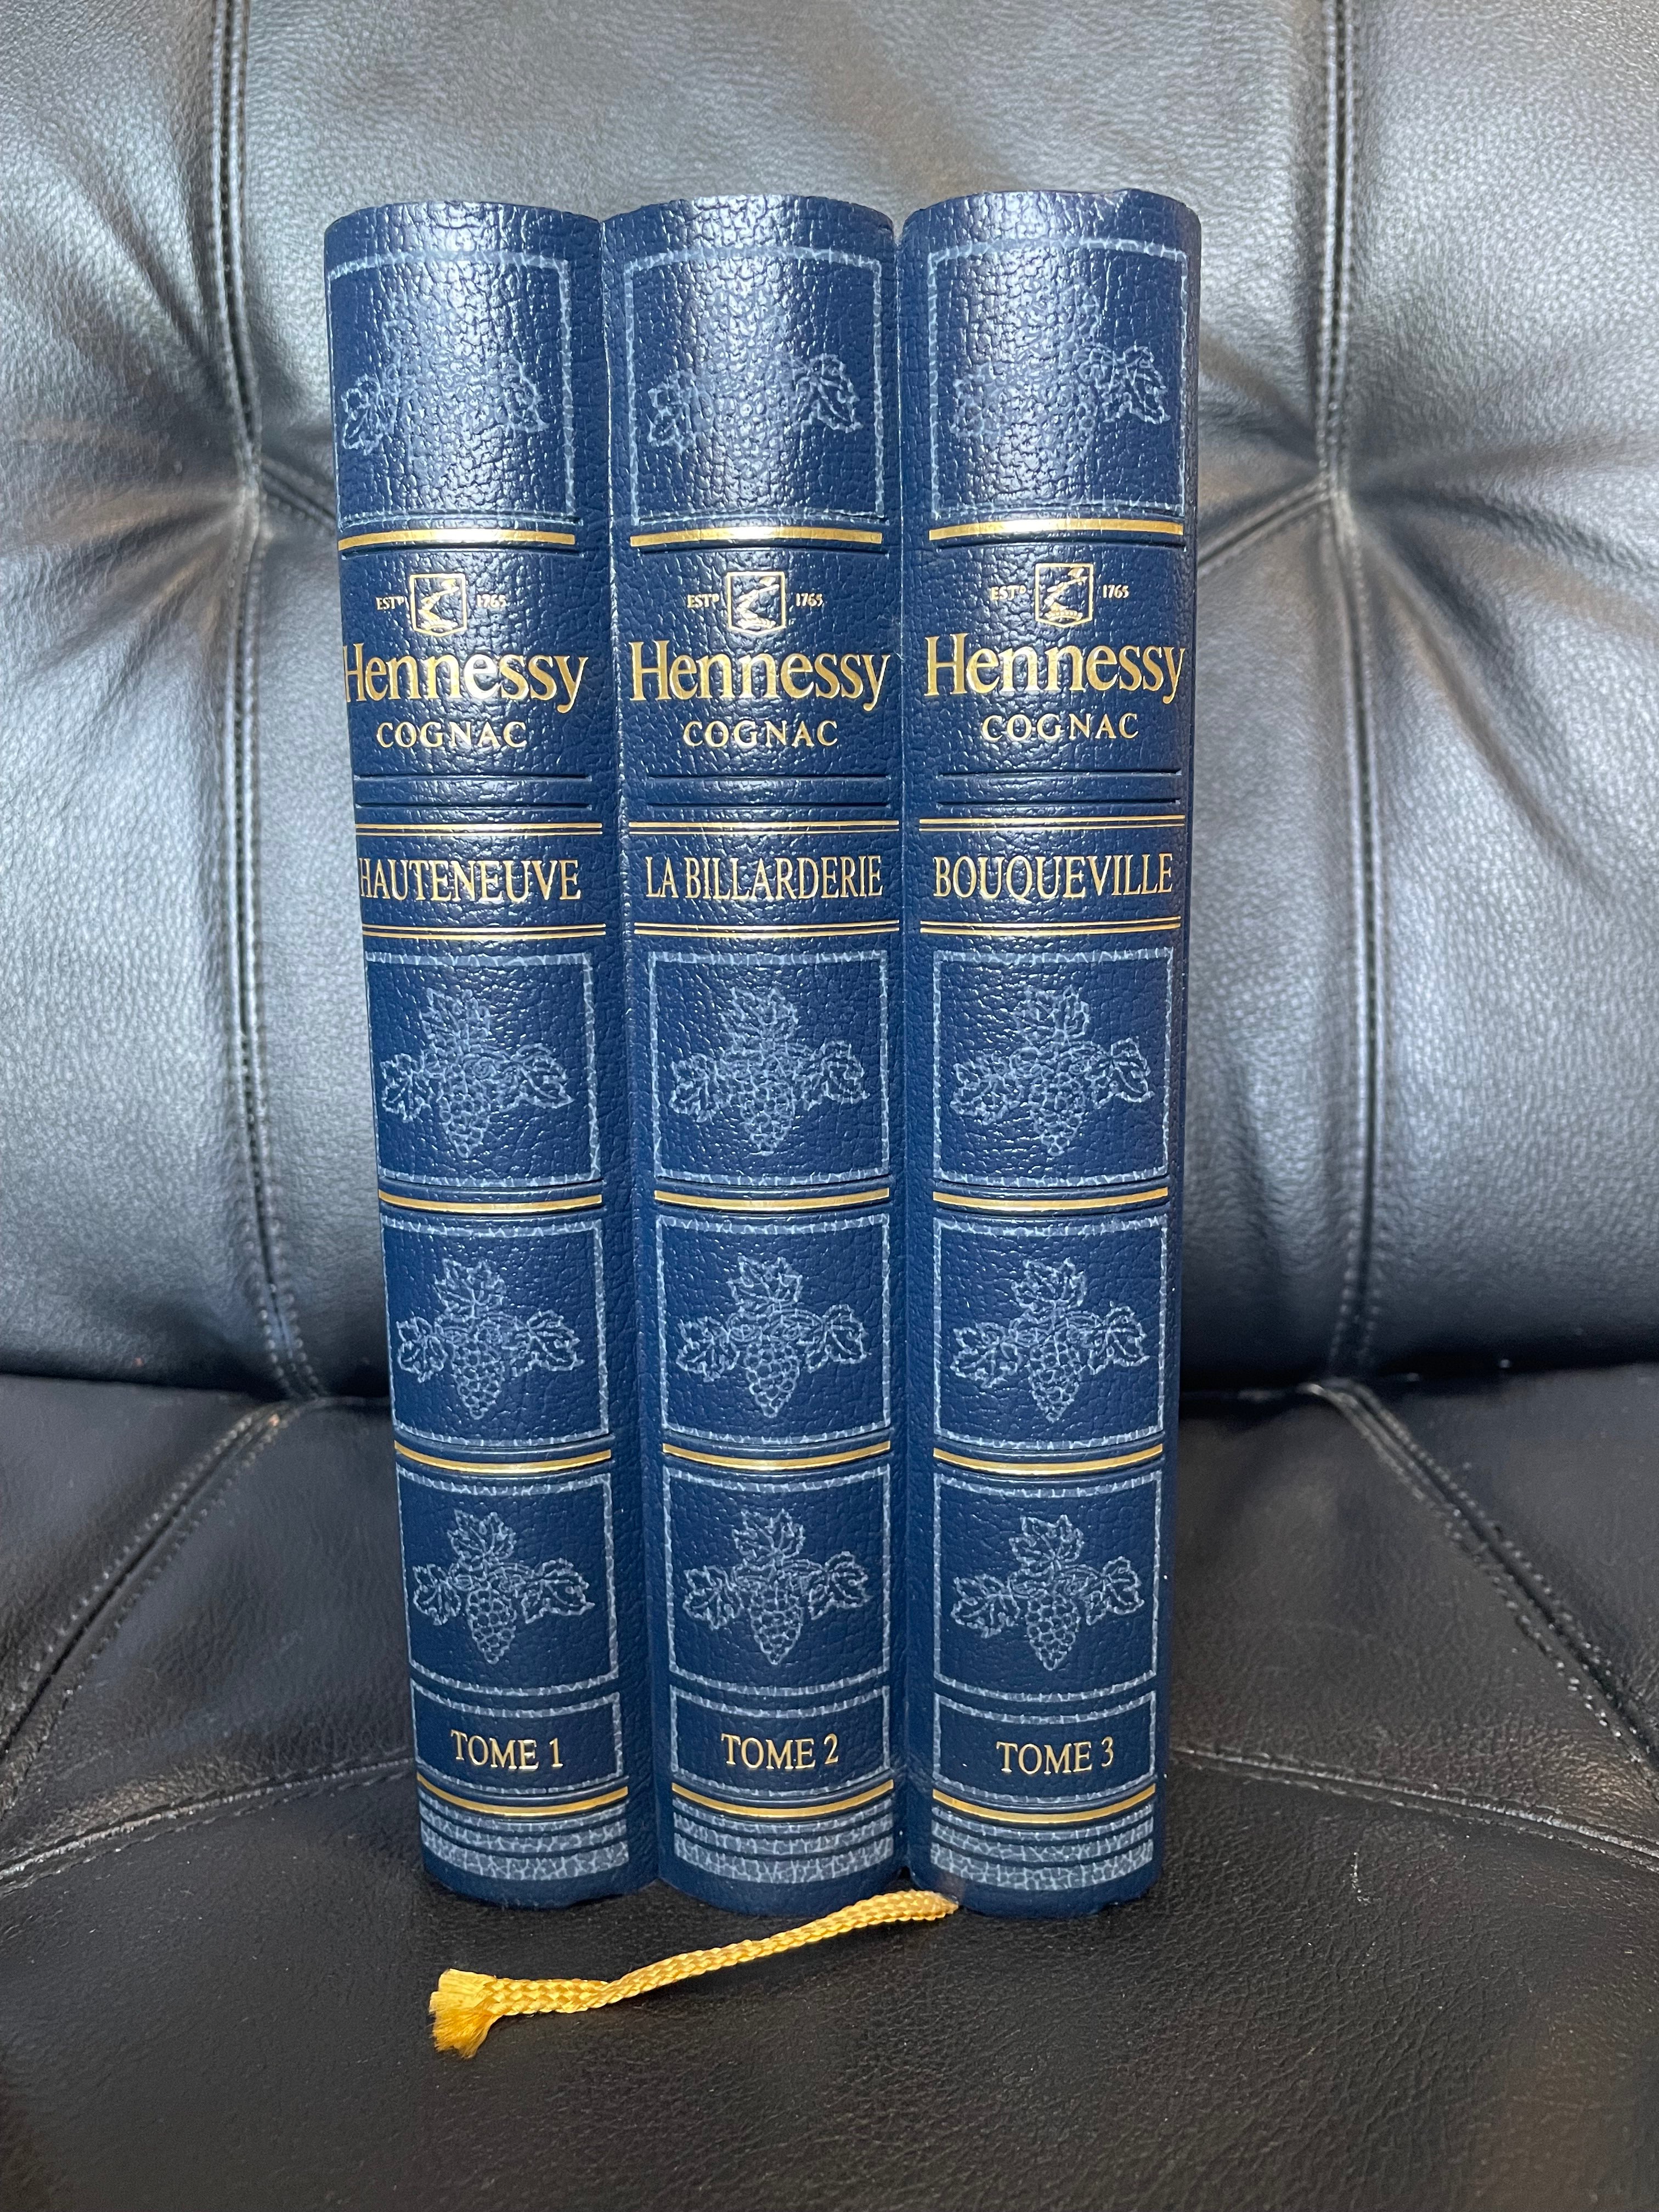 ESTD 1765
Hennessy
COGNAC
HAUTENEUVE
TOME 1
ESTD 1765
Hennessy
COGNAC
LA BILLARDERIE
TOME 2
ESTD 1765
Hennessy
COGNAC
BOUQUEVILLE
TOME 3